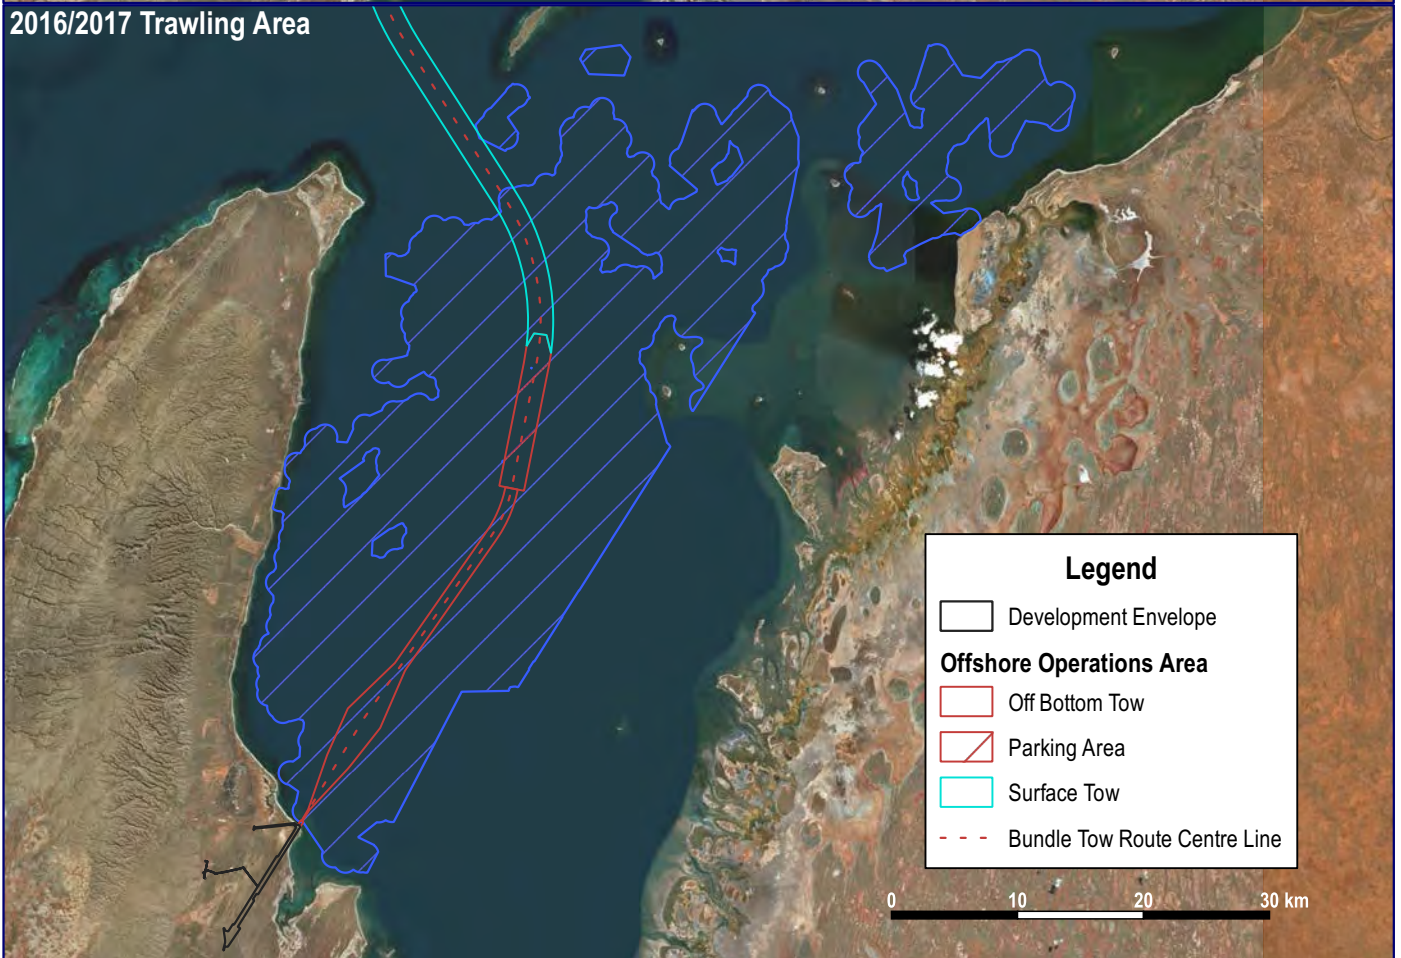 2016/2017 Trawling Area
Legend
Development Envelope
Offshore Operations Area
Off Bottom Tow
Parking Area
Surface Tow
Bundle Tow Route Centre Line
0 10 20 30 km